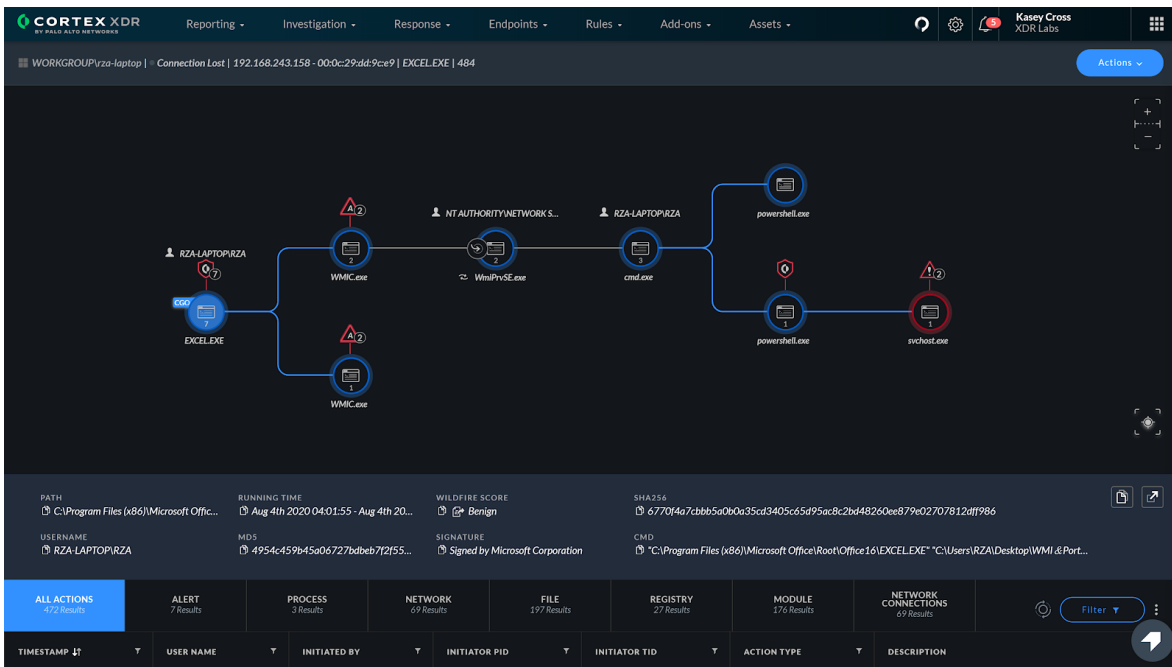 CORTEX XDR
BY PALO ALTO NETWORKS
Reporting
Investigation
Response
Endpoints
Rules
Add-ons
Assets
5
Kasey Cross
XDR Labs
WORKGROUP\rza-laptop | Connection Lost | 192.168.243.158 - 00:0c:29:dd:9c:e9 | EXCEL.EXE | 484
Actions
powershell.exe
A 2
NT AUTHORITY\NETWORK S...
RZA-LAPTOP\RZA
2
WMIC.exe
2
WmiPrvSE.exe
3
cmd.exe
RZA-LAPTOP\RZA
7
CGO
7
EXCEL.EXE
A 2
1
WMIC.exe
1
powershell.exe
! 2
1
svchost.exe
PATH
C:\Program Files (x86)\Microsoft Offic...
RUNNING TIME
Aug 4th 2020 04:01:55 - Aug 4th 20...
WILDFIRE SCORE
Benign
SHA256
6770f4a7cbbb5a0b0a35cd3405c65d95ac8c2bd48260ee879e02707812dff986
USERNAME
RZA-LAPTOP\RZA
MD5
4954c459b45a06727bdbeb7f2f55...
SIGNATURE
Signed by Microsoft Corporation
CMD
"C:\Program Files (x86)\Microsoft Office\Root\Office16\EXCEL.EXE" "C:\Users\RZA\Desktop\WMI & Port...
ALL ACTIONS
472 Results
ALERT
7 Results
PROCESS
3 Results
NETWORK
69 Results
FILE
197 Results
REGISTRY
27 Results
MODULE
176 Results
NETWORK
CONNECTIONS
69 Results
Filter
TIMESTAMP
USER NAME
INITIATED BY
INITIATOR PID
INITIATOR TID
ACTION TYPE
DESCRIPTION